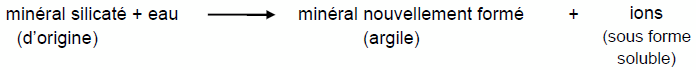 minéral silicaté + eau ⟶ minéral nouvellement formé + ions
(d’origine) (argile) (sous forme
soluble)